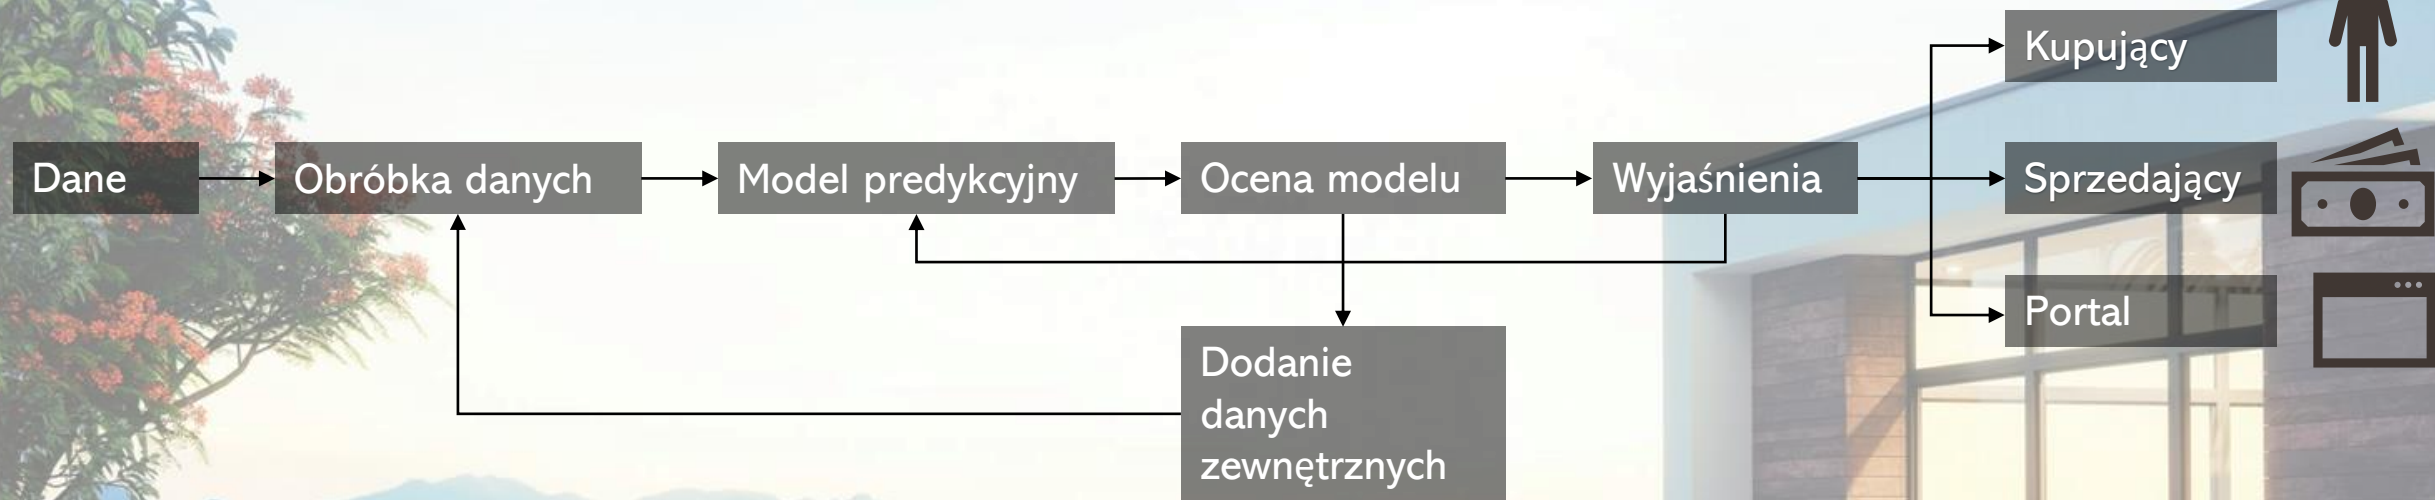 Kupujący
Dane
Obróbka danych
Model predykcyjny
Ocena modelu
Wyjaśnienia
Sprzedający
Portal
Dodanie
danych
zewnętrznych